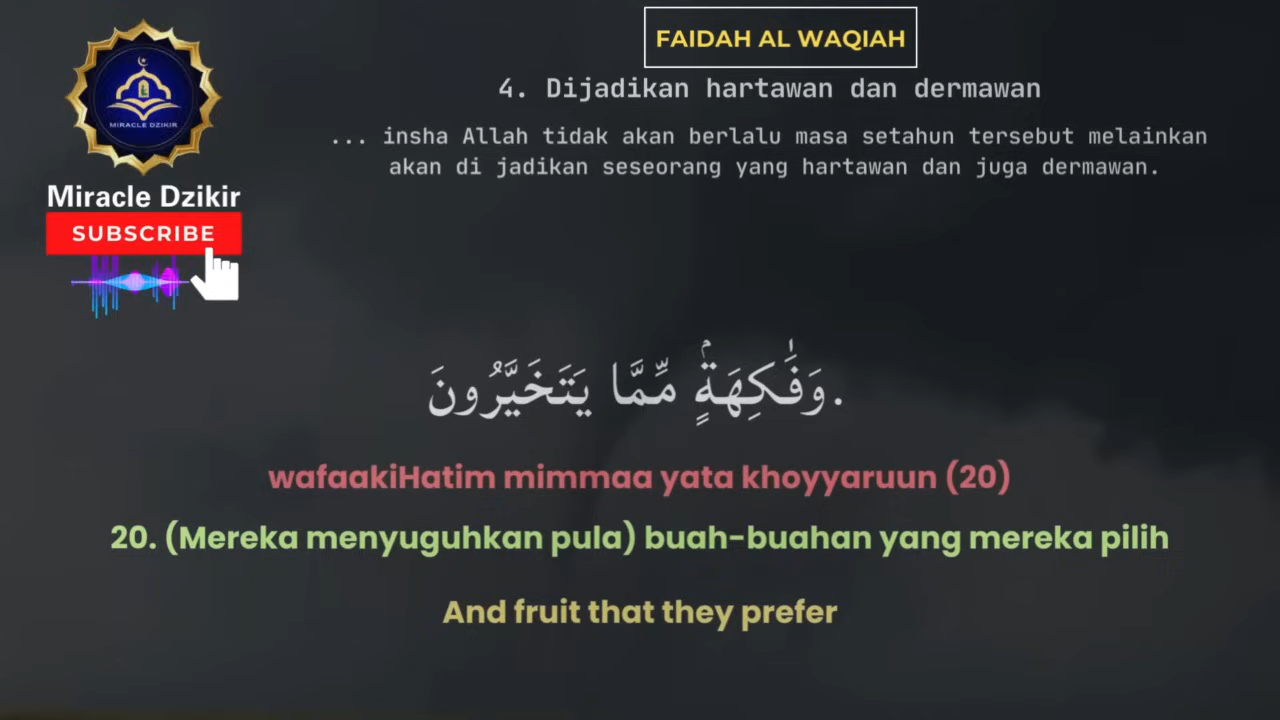 FAIDAH AL WAQIAH
4. Dijadikan hartawan dan dermawan
... insha Allah tidak akan berlalu masa setahun tersebut melainkan
akan di jadikan seseorang yang hartawan dan juga dermawan.
MIRACLE DZIKIR
Miracle Dzikir
SUBSCRIBE
وَفَٰكِهَةٍۢ مِّمَّا يَتَخَيَّرُونَ.
wafaakiHatim mimmaa yata khoyyaruun (20)
20. (Mereka menyuguhkan pula) buah-buahan yang mereka pilih
And fruit that they prefer